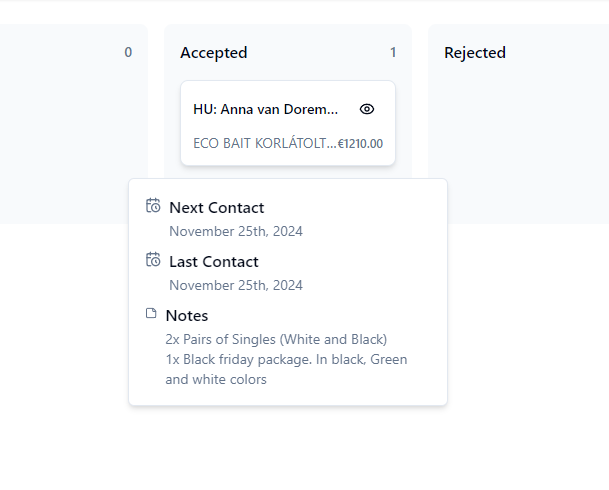 0
Accepted 1
Rejected
HU: Anna van Dorem...
ECO BAIT KORLÁTOLT... €1210.00
Next Contact
November 25th, 2024
Last Contact
November 25th, 2024
Notes
2x Pairs of Singles (White and Black)
1x Black friday package. In black, Green
and white colors